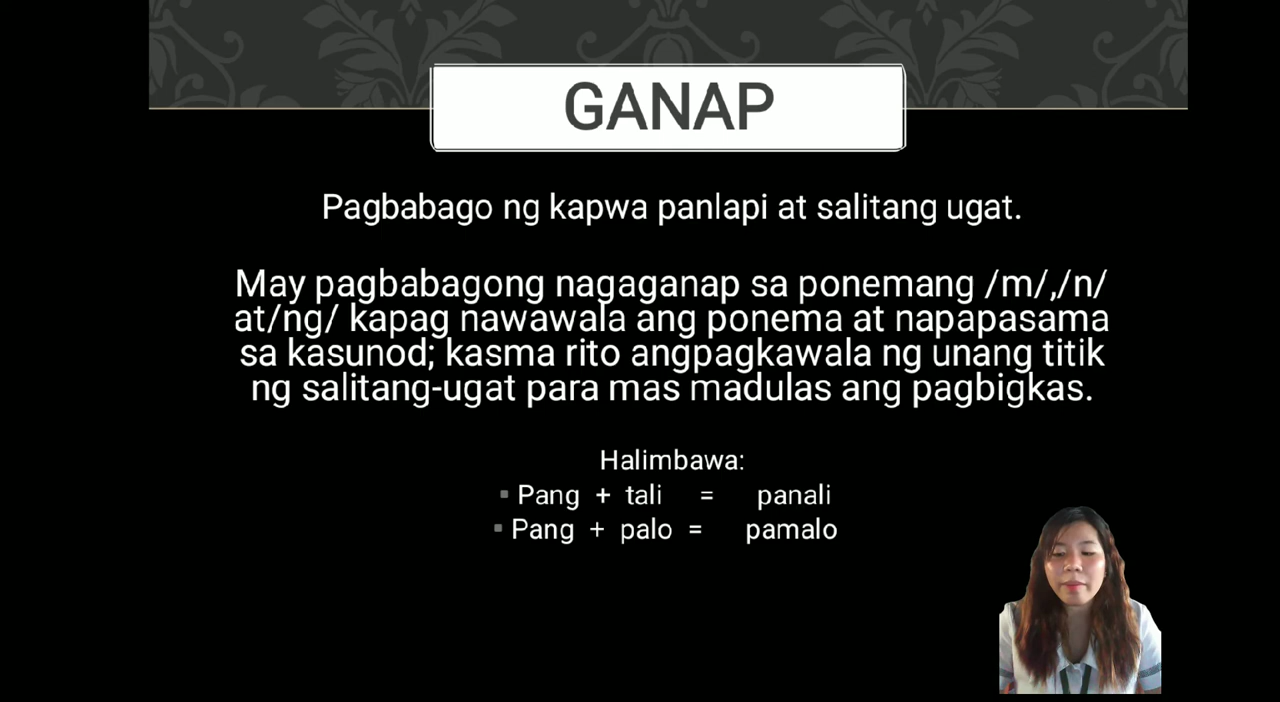 GANAP
Pagbabago ng kapwa panlapi at salitang ugat.
May pagbabagong nagaganap sa ponemang /m/,/n/
at/ng/ kapag nawawala ang ponema at napapasama
sa kasunod; kasma rito angpagkawala ng unang titik
ng salitang-ugat para mas madulas ang pagbigkas.
Halimbawa:
▪ Pang + tali = panali
▪ Pang + palo = pamalo